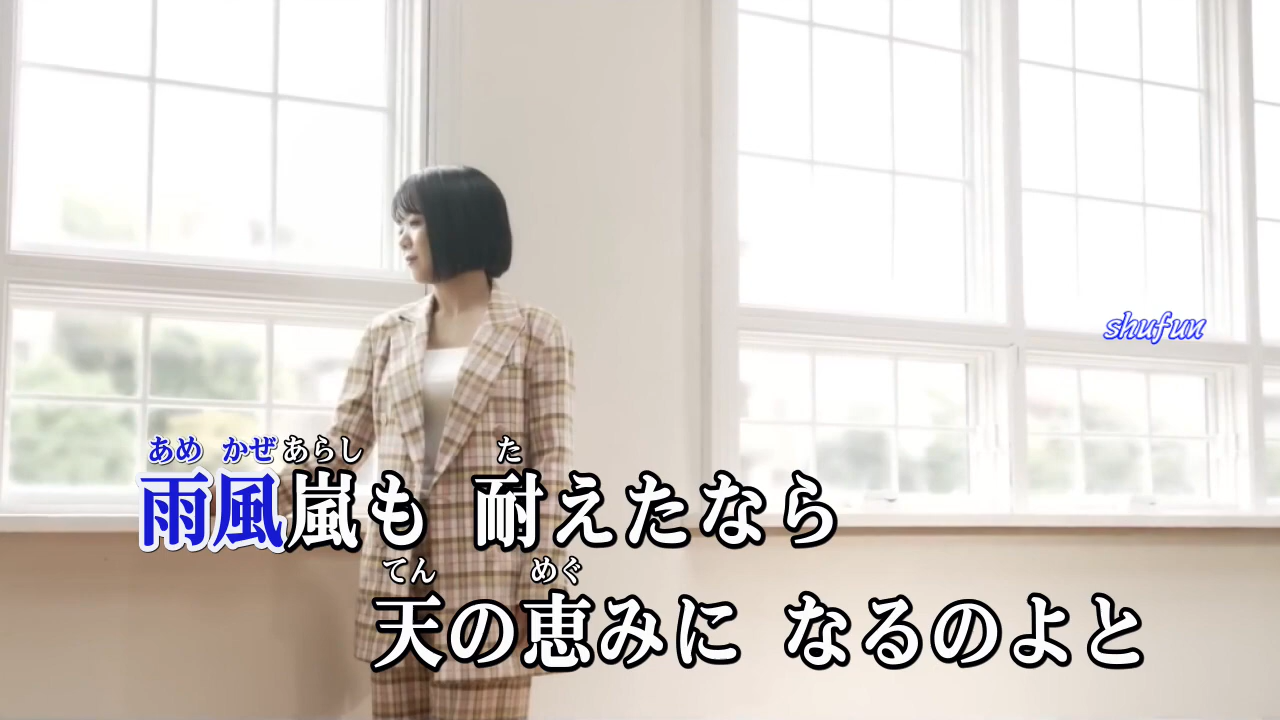 shufun
あめ かぜ あらし た
雨風嵐も 耐えたなら
てん めぐ
天の恵みに なるのよと